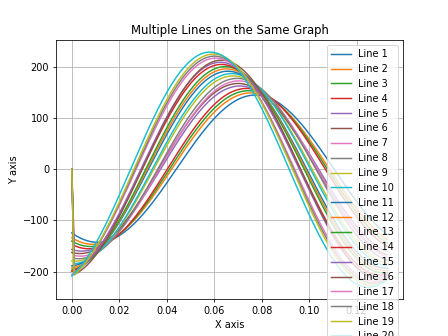 Multiple Lines on the Same Graph
Y axis
200
100
0
−100
−200
0.00
0.02
0.04
0.06
0.08
0.10
X axis
Line 1
Line 2
Line 3
Line 4
Line 5
Line 6
Line 7
Line 8
Line 9
Line 10
Line 11
Line 12
Line 13
Line 14
Line 15
Line 16
Line 17
Line 18
Line 19
Line 20